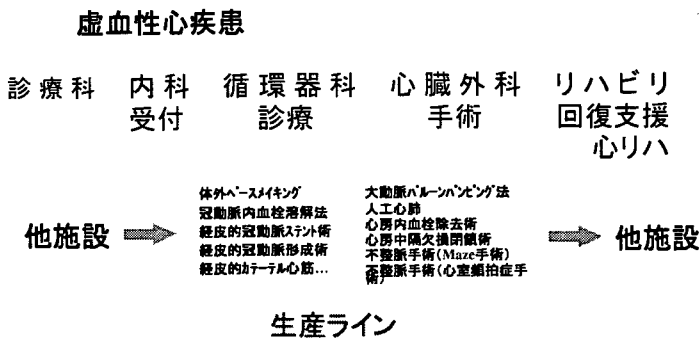 虚血性心疾患
診療科 内科 循環器科 心臓外科 リハビリ
受付 診療 手術 回復支援
心リハ
体外ペースメイキング
冠動脈内血栓溶解法
経皮的冠動脈ステント術
経皮的冠動脈形成術
経皮的カテーテル心筋…
大動脈バルーンパンピング法
人工心肺
心房内血栓除去術
心房中隔欠損閉鎖術
不整脈手術(Maze手術)
不整脈手術(心室頻拍症手
術)
他施設 他施設
生産ライン